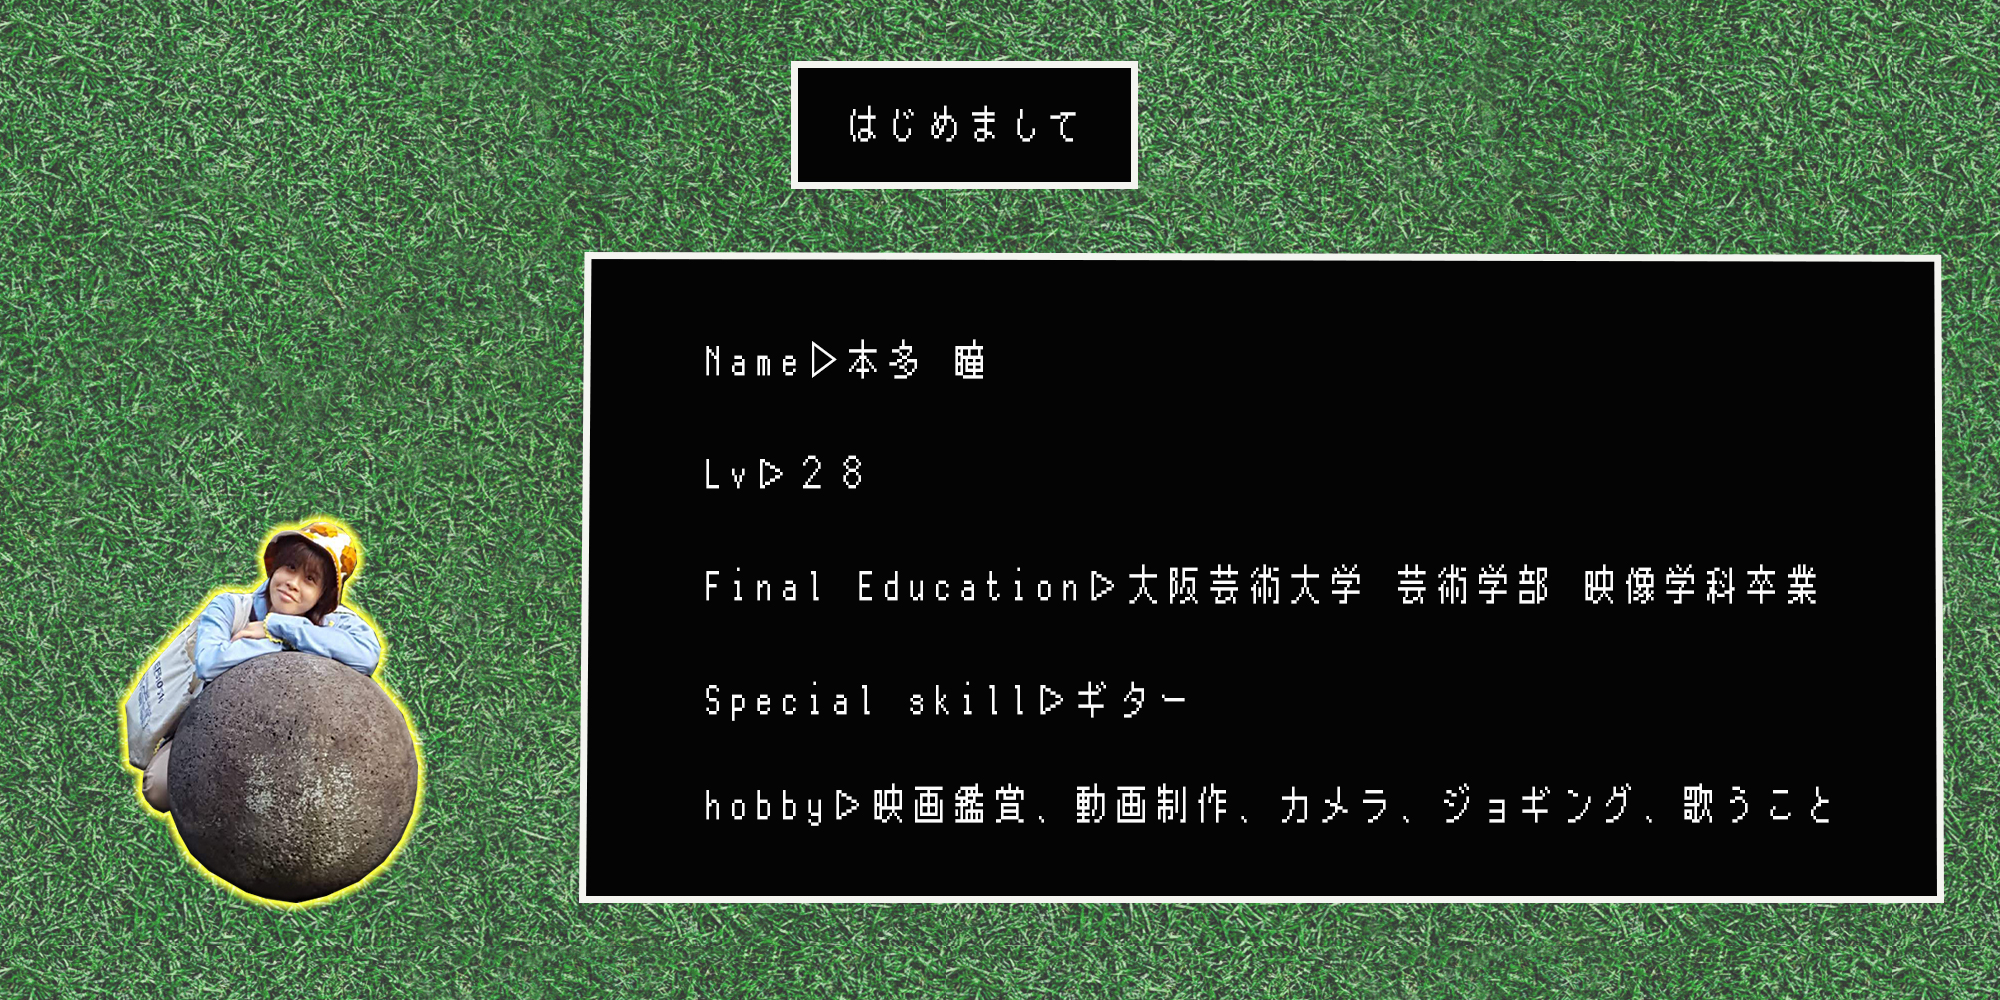 はじめまして
Name▷本多 瞳
Lv▷28
Final Education▷大阪芸術大学 芸術学部 映像学科卒業
Special skill▷ギター
hobby▷映画鑑賞、動画制作、カメラ、ジョギング、歌うこと